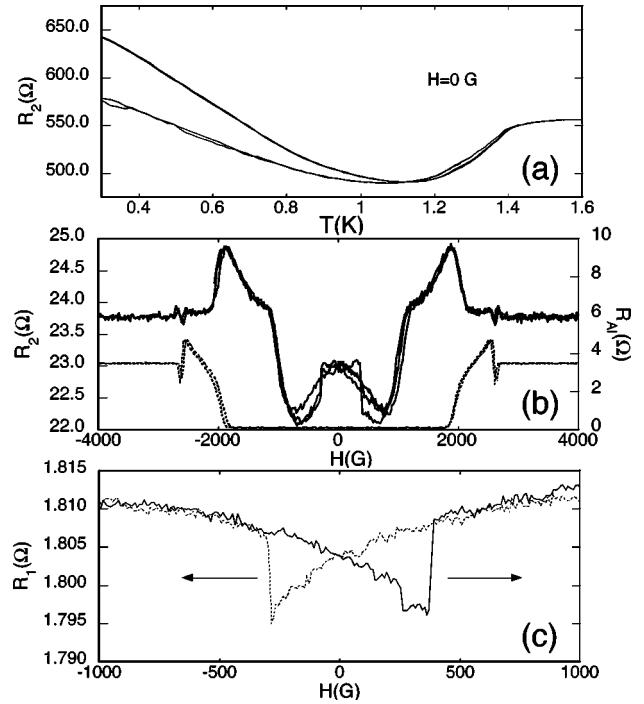 650.0
600.0
550.0
500.0
R2(Ω)
H=0 G
(a)
0.4 0.6 0.8 1 1.2 1.4 1.6
T(K)
25.0
24.5
24.0
23.5
23.0
22.5
22.0
R2(Ω)
10
8
6
4
2
0
RAl(Ω)
(b)
-4000 -2000 0 2000 4000
H(G)
1.815
1.810
1.805
1.800
1.795
1.790
R1(Ω)
(c)
-1000 -500 0 500 1000
H(G)